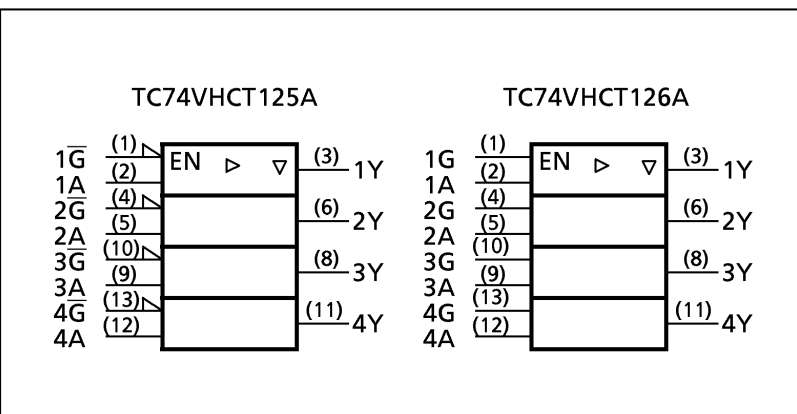 TC74VHCT125A
1G̅ (1) EN ▷ ▽ (3) 1Y
1A (2)
2G̅ (4) (6) 2Y
2A (5)
3G̅ (10) (8) 3Y
3A (9)
4G̅ (13) (11) 4Y
4A (12)
TC74VHCT126A
1G (1) EN ▷ ▽ (3) 1Y
1A (2)
2G (4) (6) 2Y
2A (5)
3G (10) (8) 3Y
3A (9)
4G (13) (11) 4Y
4A (12)